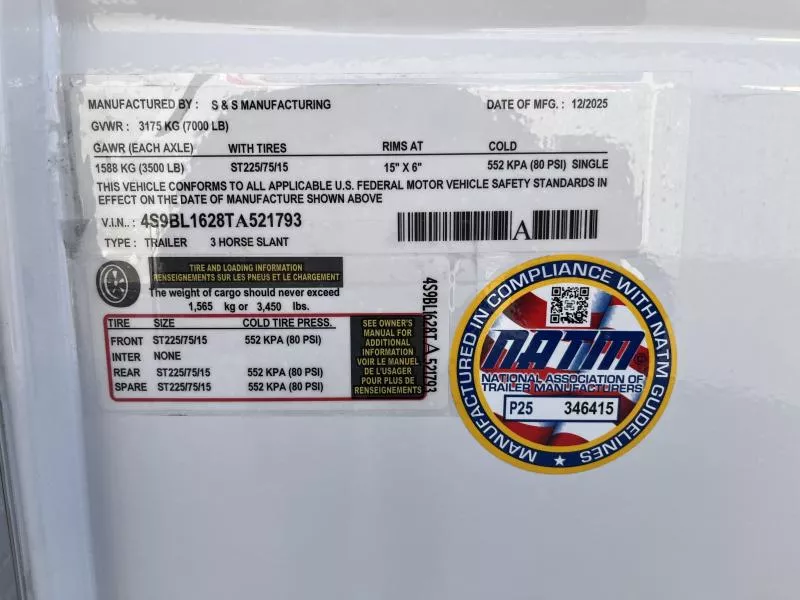 MANUFACTURED BY : S & S MANUFACTURING DATE OF MFG. : 12/2025
GVWR : 3175 KG (7000 LB)
GAWR (EACH AXLE) WITH TIRES RIMS AT COLD
1588 KG (3500 LB) ST225/75/15 15" X 6" 552 KPA (80 PSI) SINGLE
THIS VEHICLE CONFORMS TO ALL APPLICABLE U.S. FEDERAL MOTOR VEHICLE SAFETY STANDARDS IN
EFFECT ON THE DATE OF MANUFACTURE SHOWN ABOVE
V.I.N.. : 4S9BL1628TA521793
A
TYPE : TRAILER 3 HORSE SLANT
TIRE AND LOADING INFORMATION
RENSEIGNEMENTS SUR LES PNEUS ET LE CHARGEMENT
The weight of cargo should never exceed
1,565 kg or 3,450 lbs.
TIRE SIZE COLD TIRE PRESS.
FRONT ST225/75/15 552 KPA (80 PSI)
INTER NONE
REAR ST225/75/15 552 KPA (80 PSI)
SPARE ST225/75/15 552 KPA (80 PSI)
SEE OWNER'S
MANUAL FOR
ADDITIONAL
INFORMATION
VOIR LE MANUEL
DE L'USAGER
POUR PLUS DE
RENSEIGNEMENTS
4S9BL1628TA521793
MANUFACTURED IN COMPLIANCE WITH NATM GUIDELINES
NATM
NATIONAL ASSOCIATION OF
TRAILER MANUFACTURERS
P25 346415